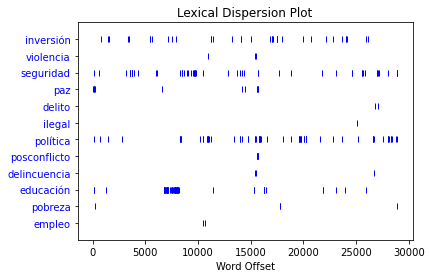 Lexical Dispersion Plot
inversión
violencia
seguridad
paz
delito
ilegal
política
posconflicto
delincuencia
educación
pobreza
empleo
0 5000 10000 15000 20000 25000 30000
Word Offset